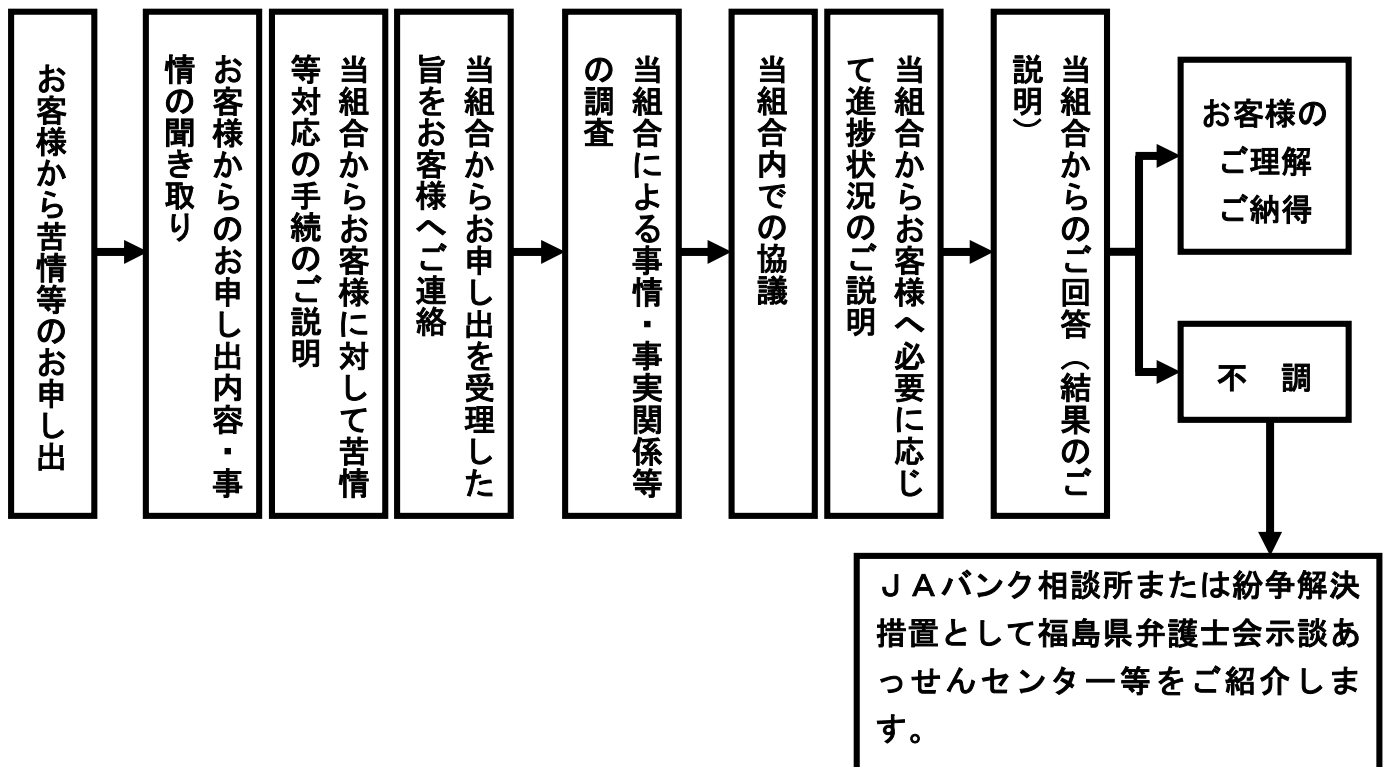 お客様から苦情等のお申し出
お客様からのお申し出内容・事
情の聞き取り
当組合からお客様に対して苦情
等対応の手続のご説明
当組合からお申し出を受理した
旨をお客様へご連絡
当組合による事情・事実関係等
の調査
当組合内での協議
当組合からお客様へ必要に応じ
て進捗状況のご説明
当組合からのご回答（結果のご
説明）
お客様の
ご理解
ご納得
不　調
ＪＡバンク相談所または紛争解決
措置として福島県弁護士会示談あ
っせんセンター等をご紹介しま
す。